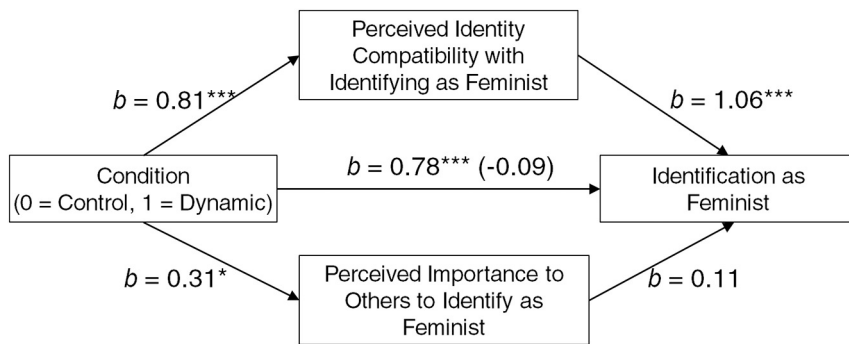 Perceived Identity
Compatibility with
Identifying as Feminist
b = 0.81***
b = 1.06***
Condition
(0 = Control, 1 = Dynamic)
b = 0.78*** (-0.09)
Identification as
Feminist
b = 0.31*
Perceived Importance to
Others to Identify as
Feminist
b = 0.11